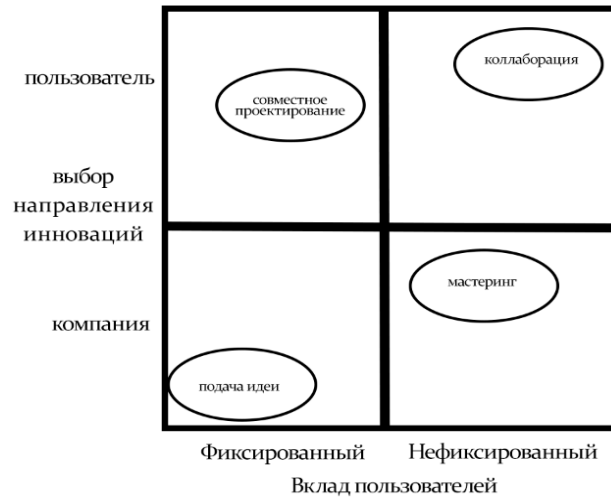 пользователь
совместное
проектирование
коллаборация
выбор
направления
инноваций
компания
подача идеи
мастеринг
Фиксированный
Нефиксированный
Вклад пользователей